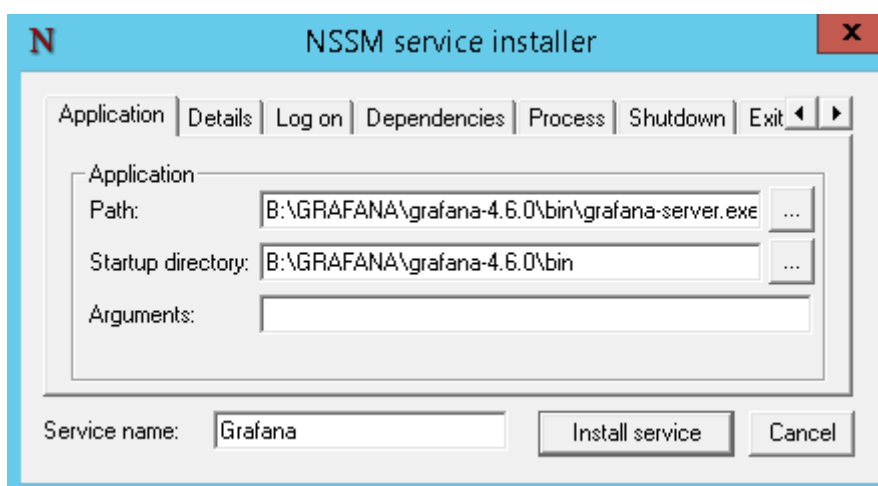 N NSSM service installer x
Application Details Log on Dependencies Process Shutdown Exit
Application
Path: B:\GRAFANA\grafana-4.6.0\bin\grafana-server.exe ...
Startup directory: B:\GRAFANA\grafana-4.6.0\bin ...
Arguments:
Service name: Grafana Install service Cancel